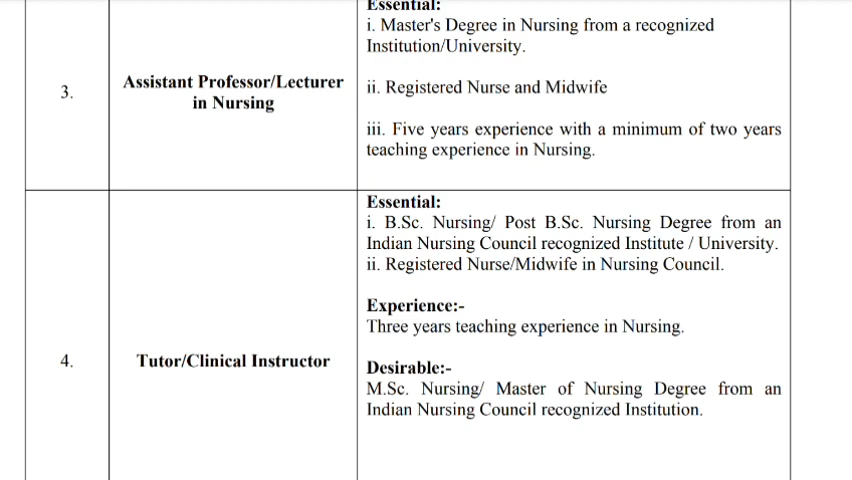 Essential:
i. Master's Degree in Nursing from a recognized
Institution/University.
3.
Assistant Professor/Lecturer
in Nursing
ii. Registered Nurse and Midwife
iii. Five years experience with a minimum of two years
teaching experience in Nursing.
Essential:
i. B.Sc. Nursing/ Post B.Sc. Nursing Degree from an
Indian Nursing Council recognized Institute / University.
ii. Registered Nurse/Midwife in Nursing Council.
Experience:-
Three years teaching experience in Nursing.
4.
Tutor/Clinical Instructor
Desirable:-
M.Sc. Nursing/ Master of Nursing Degree from an
Indian Nursing Council recognized Institution.